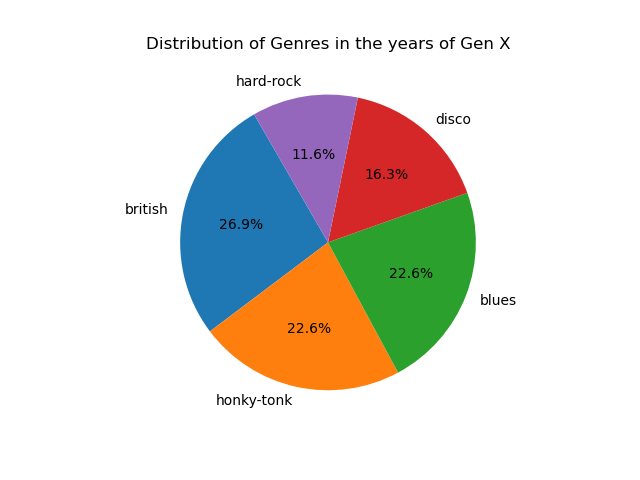 Distribution of Genres in the years of Gen X
hard-rock
disco
11.6%
16.3%
british
26.9%
22.6%
blues
22.6%
honky-tonk